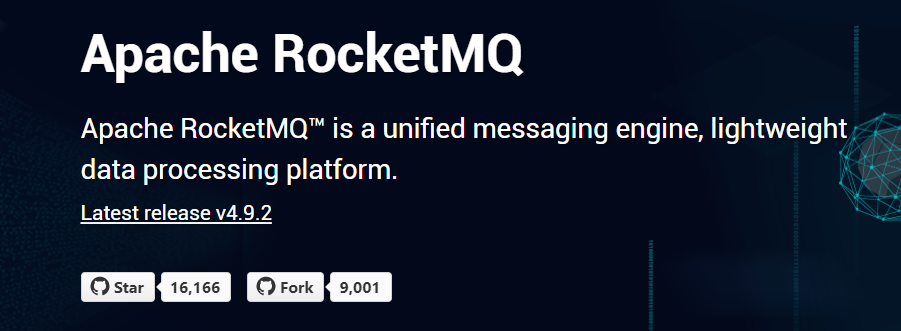 Apache RocketMQ
Apache RocketMQ™ is a unified messaging engine, lightweight
data processing platform.
Latest release v4.9.2
Star 16,166 Fork 9,001